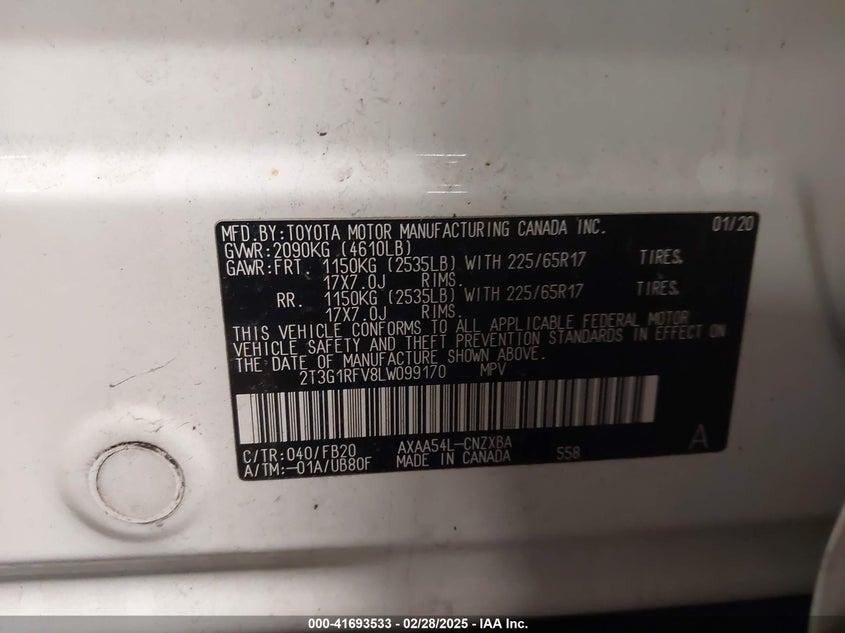 MFD.BY:TOYOTA MOTOR MANUFACTURING CANADA INC. 01/20
GVWR:2090KG (4610LB)
GAWR:FRT. 1150KG (2535LB) WITH 225/65R17 TIRES.
17X7.0J RIMS.
RR. 1150KG (2535LB) WITH 225/65R17 TIRES.
17X7.0J RIMS.
THIS VEHICLE CONFORMS TO ALL APPLICABLE FEDERAL MOTOR
VEHICLE SAFETY AND THEFT PREVENTION STANDARDS IN EFFECT ON
THE DATE OF MANUFACTURE SHOWN ABOVE.
2T3G1RFV8LW099170 MPV
C/TR:040/FB20 AXAA54L-CNZXBA A
A/TM:-01A/UB80F MADE IN CANADA 558
000-41693533 - 02/28/2025 - IAA Inc.